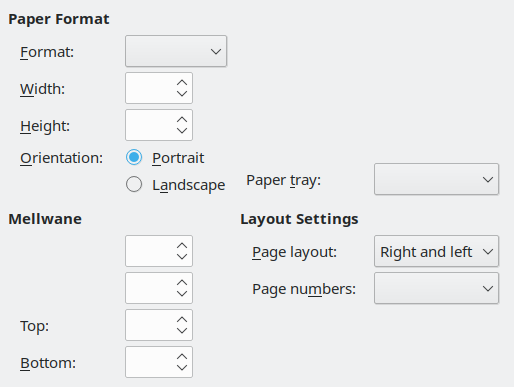 Paper Format
Format:
Width:
Height:
Orientation: Portrait
Landscape
Paper tray:
Mellwane
Layout Settings
Page layout: Right and left
Page numbers:
Top:
Bottom: